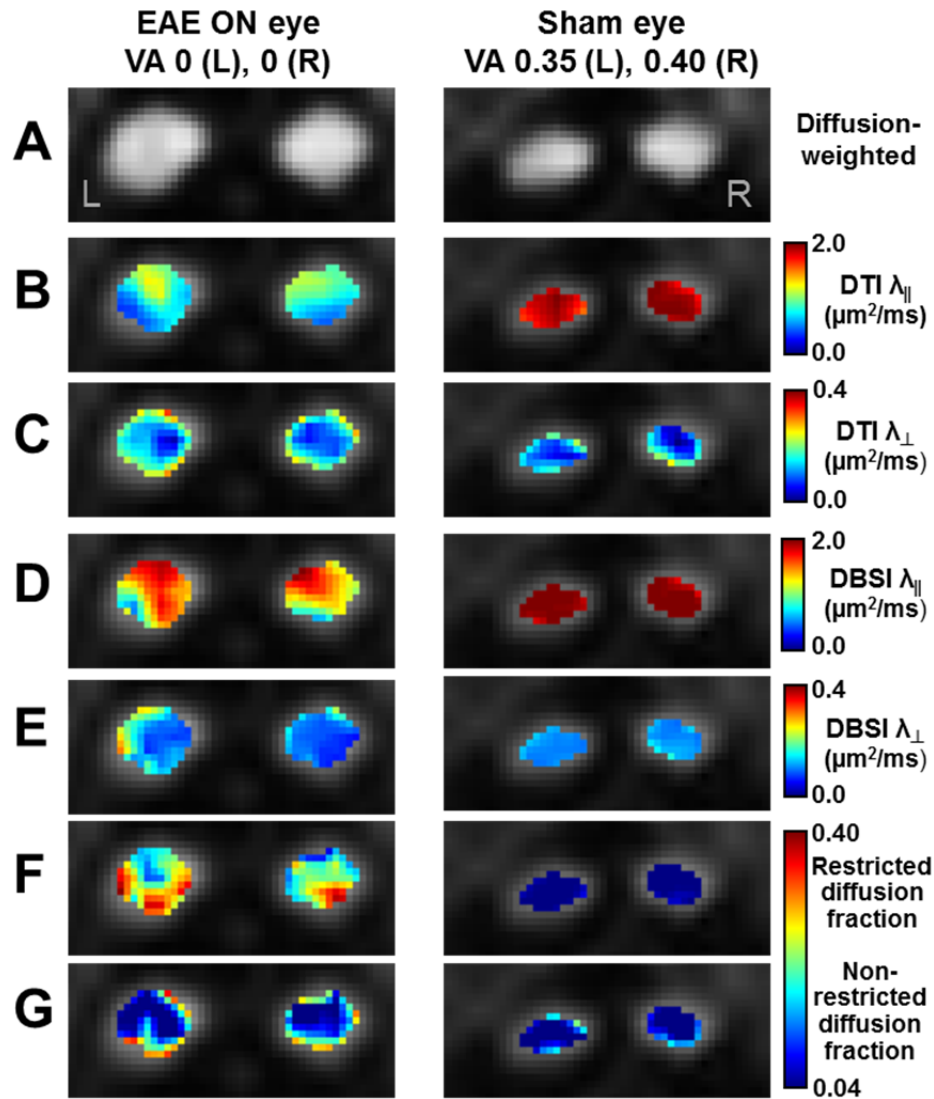 EAE ON eye
VA 0 (L), 0 (R)
Sham eye
VA 0.35 (L), 0.40 (R)
A
L
R
Diffusion-
weighted
B
2.0
DTI λ||
(µm²/ms)
0.0
C
0.4
DTI λ⊥
(µm²/ms)
0.0
D
2.0
DBSI λ||
(µm²/ms)
0.0
E
0.4
DBSI λ⊥
(µm²/ms)
0.0
F
0.40
Restricted
diffusion
fraction
G
Non-
restricted
diffusion
fraction
0.04